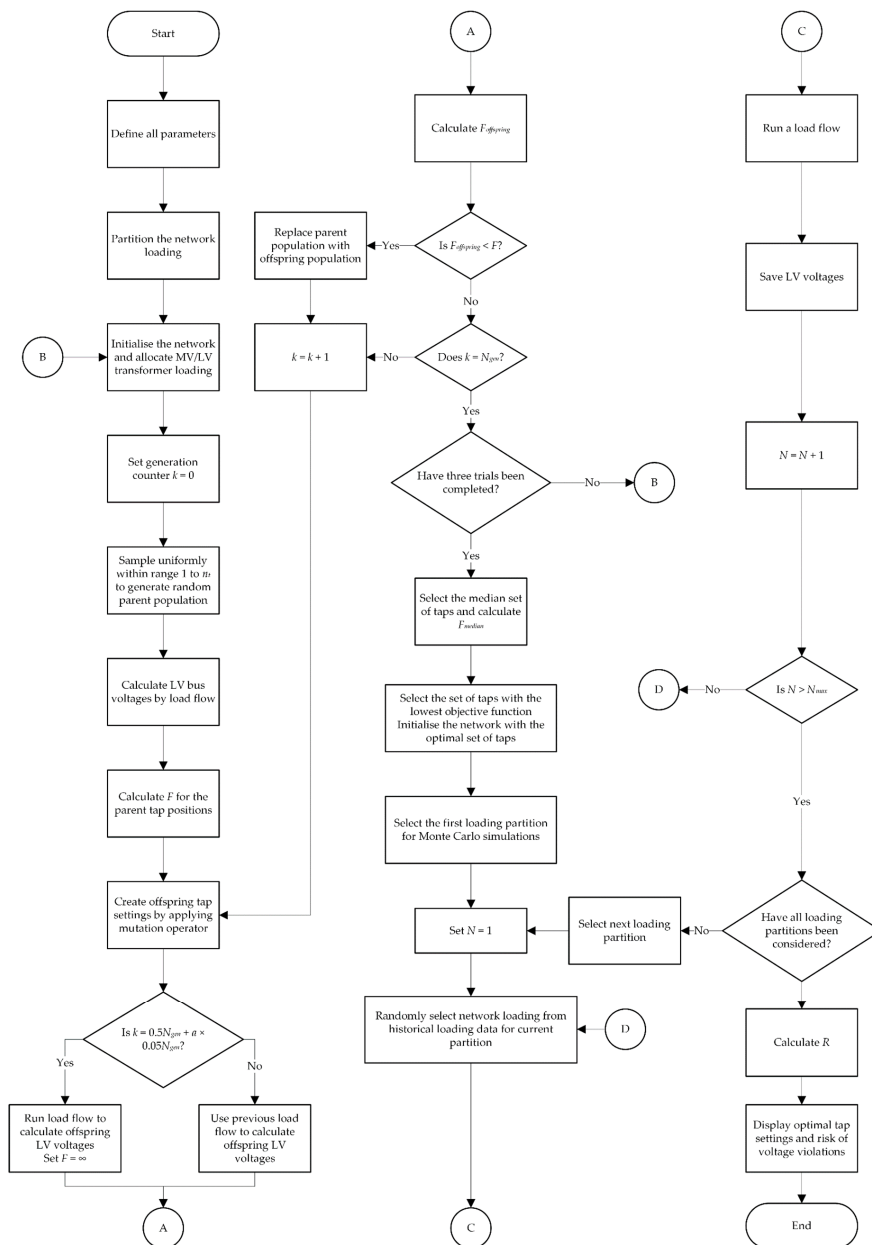 Start
Define all parameters
Partition the network
loading
B
Initialise the network
and allocate MV/LV
transformer loading
Set generation
counter k = 0
Sample uniformly
within range 1 to nt
to generate random
parent population
Calculate LV bus
voltages by load flow
Calculate F for the
parent tap positions
Create offspring tap
settings by applying
mutation operator
Is k = 0.5Ngen + a ×
0.05Ngen?
Yes
No
Run load flow to
calculate offspring
LV voltages
Set F = ∞
Use previous load
flow to calculate
offspring LV
voltages
A
A
Calculate Foffspring
Is Foffspring < F?
Yes
Replace parent
population with
offspring population
No
Does k = Ngen?
No
k = k + 1
Yes
Have three trials been
completed?
No
B
Yes
Select the median set
of taps and calculate
Fmedian
Select the set of taps with the
lowest objective function
Initialise the network with the
optimal set of taps
Select the first loading partition
for Monte Carlo simulations
Set N = 1
Randomly select network loading from
historical loading data for current
partition
D
C
C
Run a load flow
Save LV voltages
N = N + 1
Is N > Nmax
No
D
Yes
Have all loading
partitions been
considered?
No
Select next loading
partition
Yes
Calculate R
Display optimal tap
settings and risk of
voltage violations
End